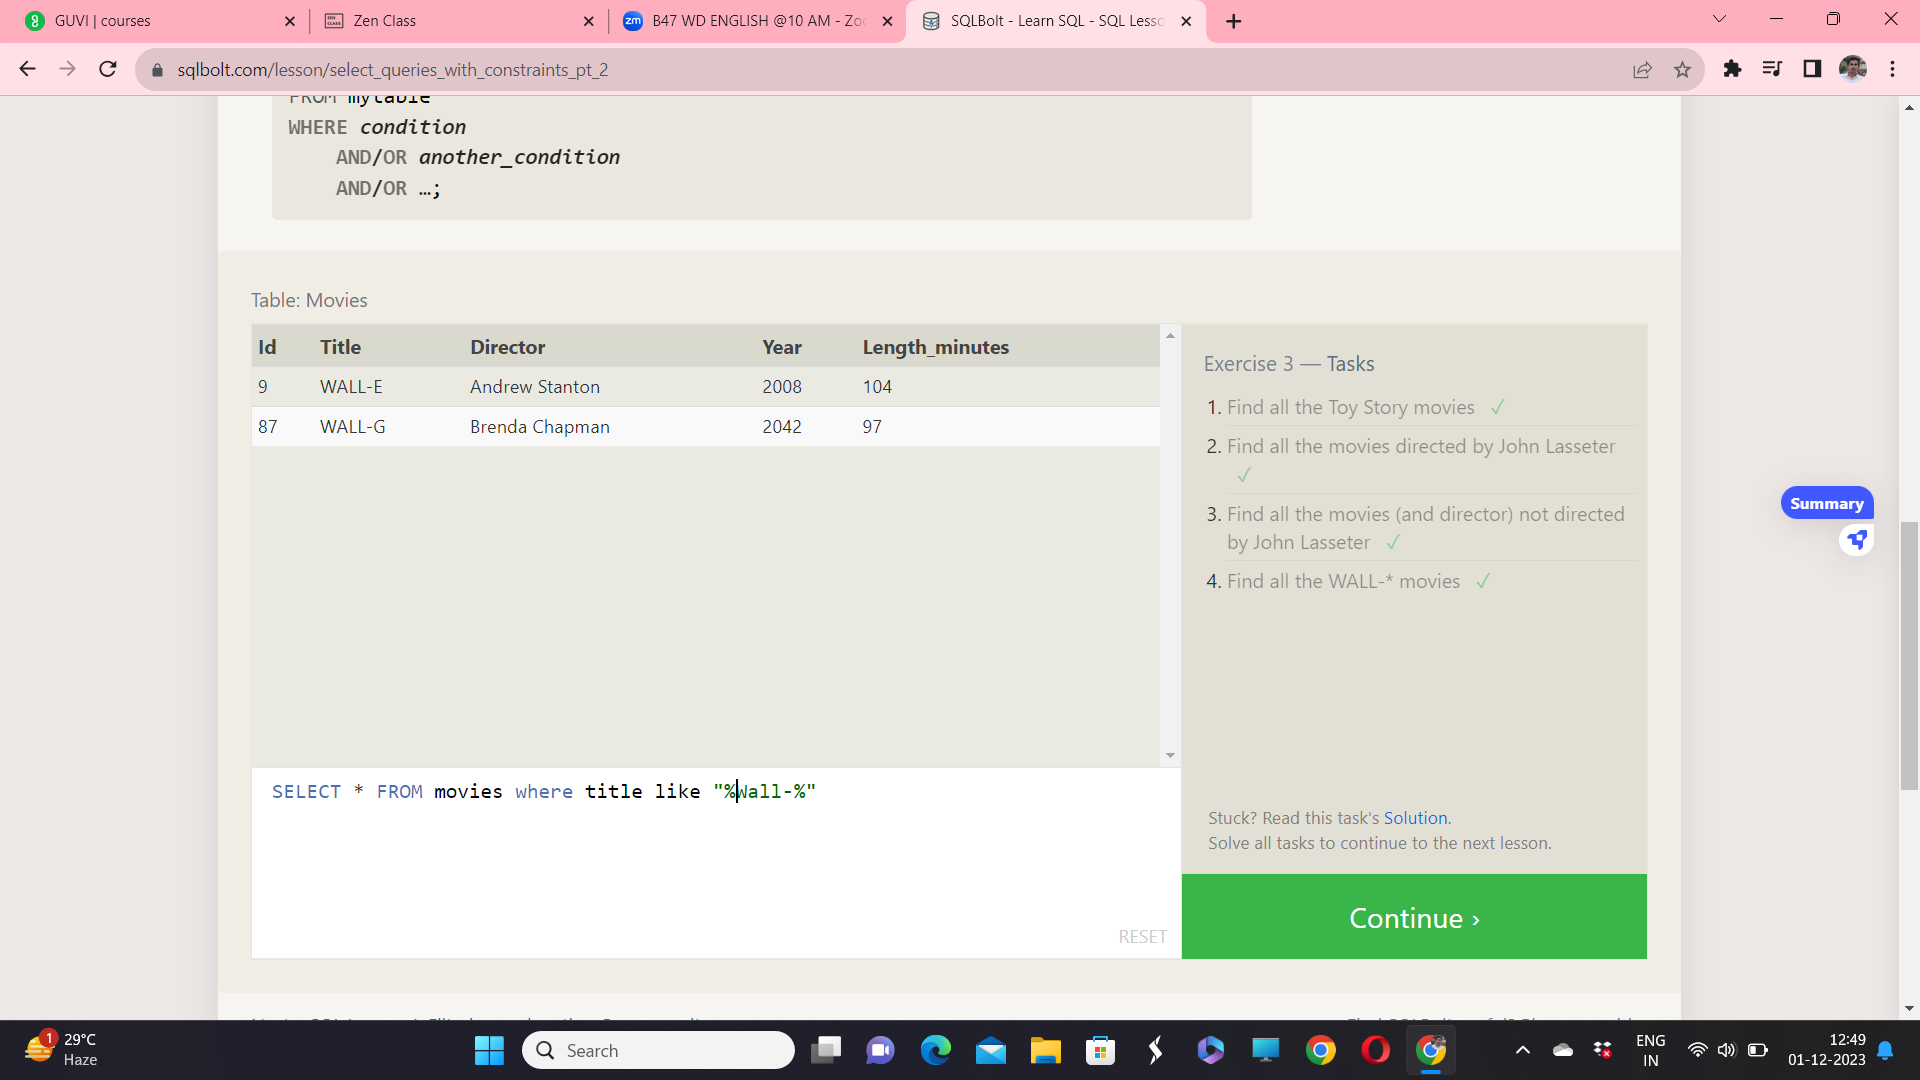 GUVI | courses
Zen Class
B47 WD ENGLISH @10 AM - Zo
SQLBolt - Learn SQL - SQL Lesso
sqlbolt.com/lesson/select_queries_with_constraints_pt_2
FROM mytable
WHERE condition
AND/OR another_condition
AND/OR …;
Table: Movies
Id Title Director Year Length_minutes
9 WALL-E Andrew Stanton 2008 104
87 WALL-G Brenda Chapman 2042 97
Exercise 3 — Tasks
1. Find all the Toy Story movies ✓
2. Find all the movies directed by John Lasseter
✓
3. Find all the movies (and director) not directed
by John Lasseter ✓
4. Find all the WALL-* movies ✓
Summary
SELECT * FROM movies where title like "%Wall-%"
RESET
Stuck? Read this task's Solution.
Solve all tasks to continue to the next lesson.
Continue ›
1
29°C
Haze
Search
ENG
IN
12:49
01-12-2023